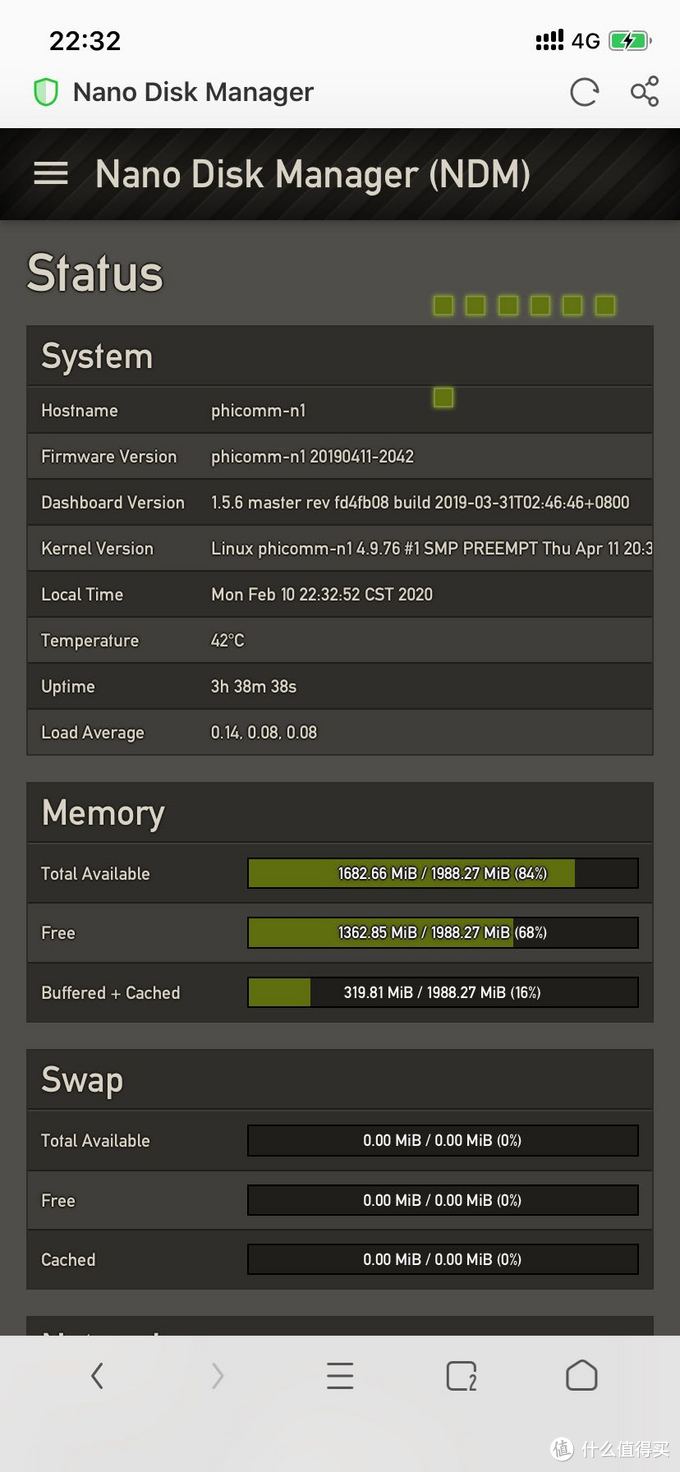 22:32 4G
Nano Disk Manager
Nano Disk Manager (NDM)
Status
System
Hostname phicomm-n1
Firmware Version phicomm-n1 20190411-2042
Dashboard Version 1.5.6 master rev fd4fb08 build 2019-03-31T02:46:46+0800
Kernel Version Linux phicomm-n1 4.9.76 #1 SMP PREEMPT Thu Apr 11 20:3
Local Time Mon Feb 10 22:32:52 CST 2020
Temperature 42°C
Uptime 3h 38m 38s
Load Average 0.14, 0.08, 0.08
Memory
Total Available 1682.66 MiB / 1988.27 MiB (84%)
Free 1362.85 MiB / 1988.27 MiB (68%)
Buffered + Cached 319.81 MiB / 1988.27 MiB (16%)
Swap
Total Available 0.00 MiB / 0.00 MiB (0%)
Free 0.00 MiB / 0.00 MiB (0%)
Cached 0.00 MiB / 0.00 MiB (0%)
2
值 什么值得买